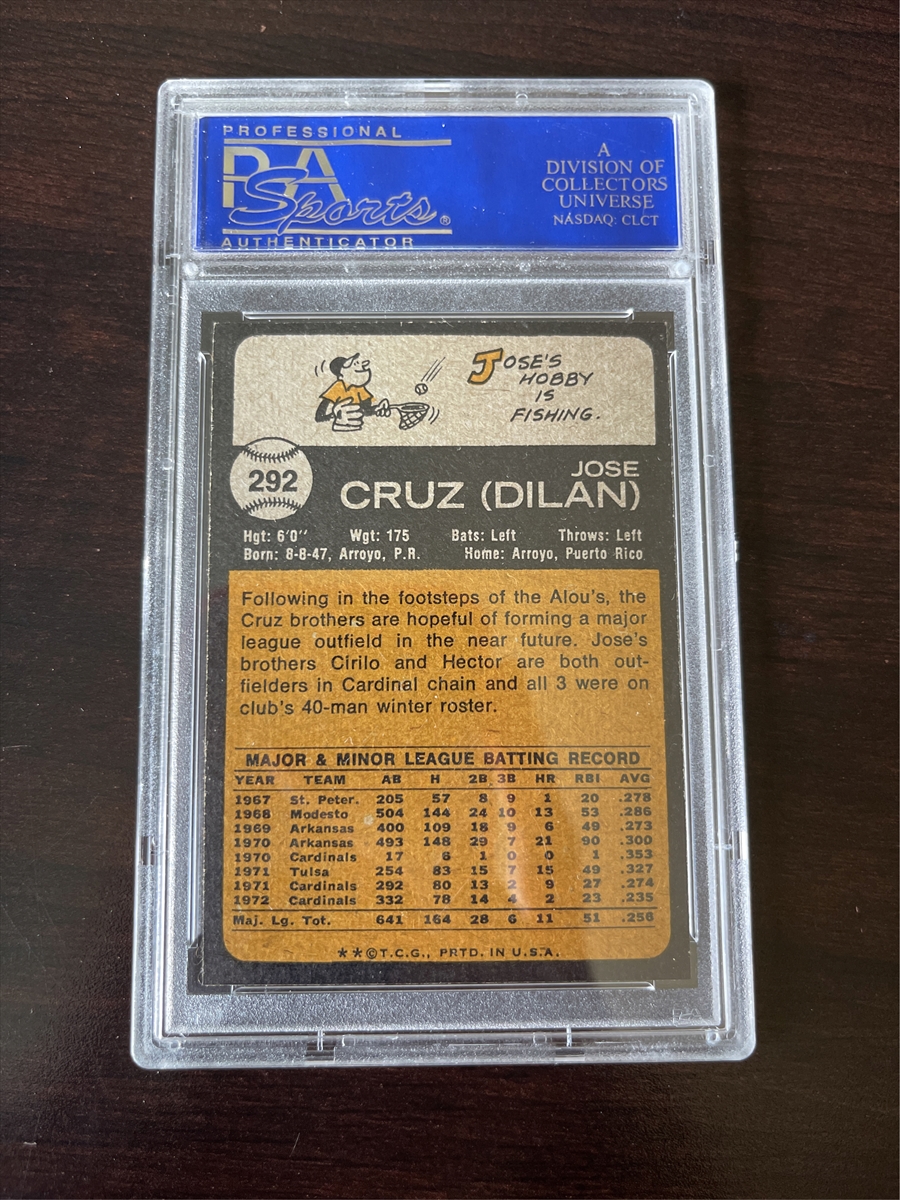 PROFESSIONAL
PSA
Sports®
AUTHENTICATOR
A
DIVISION OF
COLLECTORS
UNIVERSE
NASDAQ: CLCT
JOSE'S
HOBBY
IS
FISHING.
292
JOSE
CRUZ (DILAN)
Hgt: 6'0" Wgt: 175 Bats: Left Throws: Left
Born: 8-8-47, Arroyo, P.R. Home: Arroyo, Puerto Rico
Following in the footsteps of the Alou's, the
Cruz brothers are hopeful of forming a major
league outfield in the near future. Jose's
brothers Cirilo and Hector are both out-
fielders in Cardinal chain and all 3 were on
club's 40-man winter roster.
MAJOR & MINOR LEAGUE BATTING RECORD
YEAR TEAM AB H 2B 3B HR RBI AVG
1967 St. Peter. 205 57 8 9 1 20 .278
1968 Modesto 504 144 24 10 13 53 .286
1969 Arkansas 400 109 18 9 6 49 .273
1970 Arkansas 493 148 29 7 21 90 .300
1970 Cardinals 17 6 1 0 0 1 .353
1971 Tulsa 254 83 15 7 15 49 .327
1971 Cardinals 292 80 13 2 9 27 .274
1972 Cardinals 332 78 14 4 2 23 .235
Maj. Lg. Tot. 641 164 28 6 11 51 .256
**©T.C.G., PRTD. IN U.S.A.